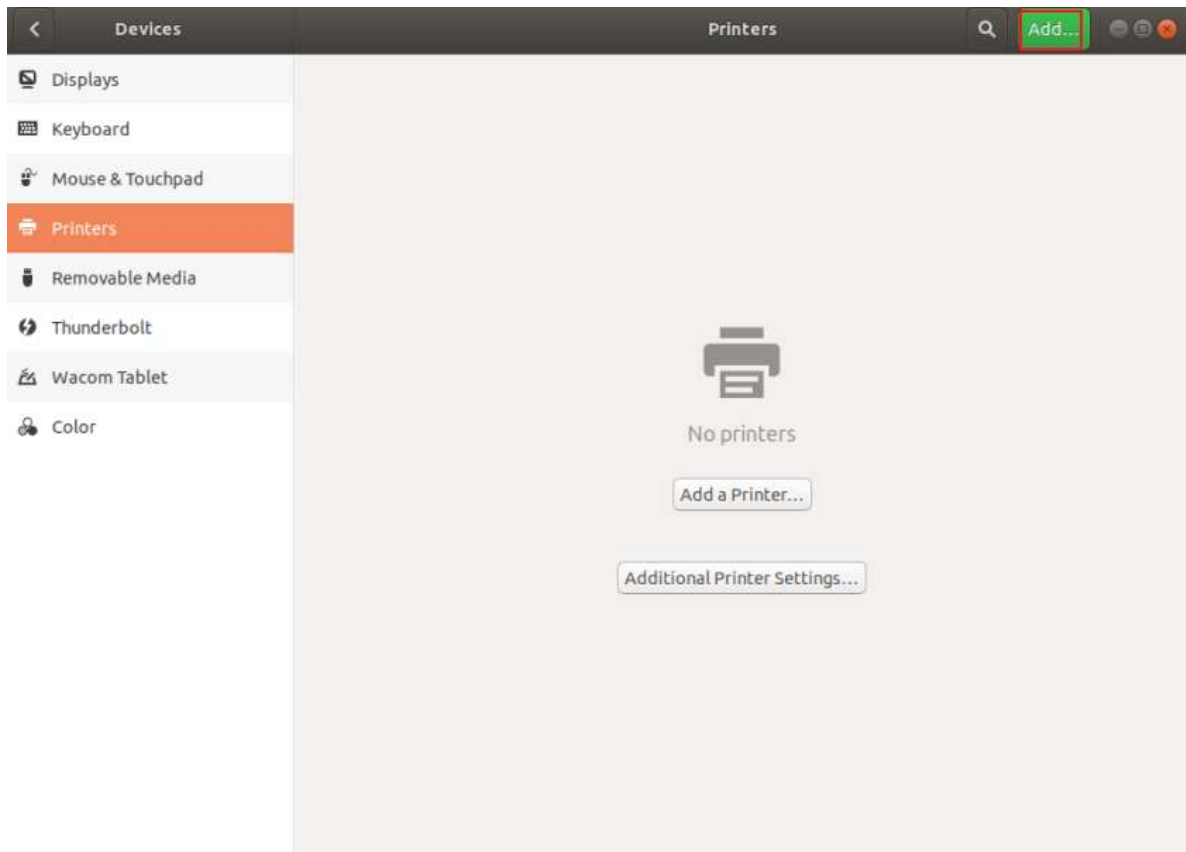 Devices
Printers
Add...
Displays
Keyboard
Mouse & Touchpad
Printers
Removable Media
Thunderbolt
Wacom Tablet
Color
No printers
Add a Printer...
Additional Printer Settings...